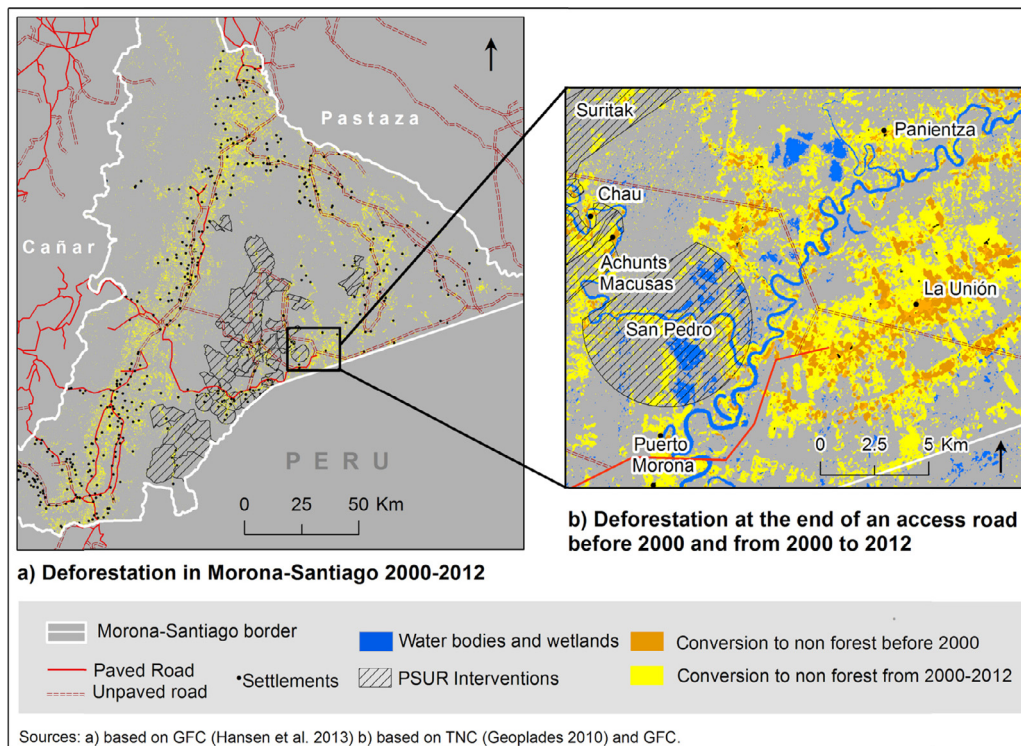 Pastaza
Cañar
PERU
0 25 50 Km
a) Deforestation in Morona-Santiago 2000-2012
Suritak
Panientza
Chau
Achunts
Macusas
La Unión
San Pedro
Puerto
Morona
0 2.5 5 Km
b) Deforestation at the end of an access road
before 2000 and from 2000 to 2012
Morona-Santiago border
Paved Road
Unpaved road
Settlements
Water bodies and wetlands
PSUR Interventions
Conversion to non forest before 2000
Conversion to non forest from 2000-2012
Sources: a) based on GFC (Hansen et al. 2013) b) based on TNC (Geoplades 2010) and GFC.